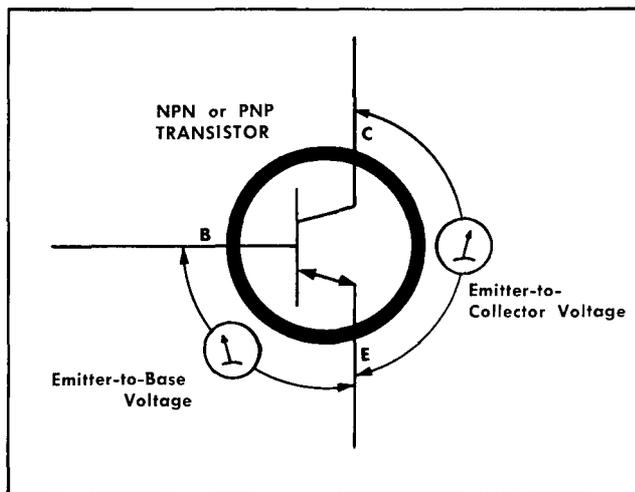 NPN or PNP
TRANSISTOR
C
B
Emitter-to-
Collector Voltage
E
Emitter-to-Base
Voltage